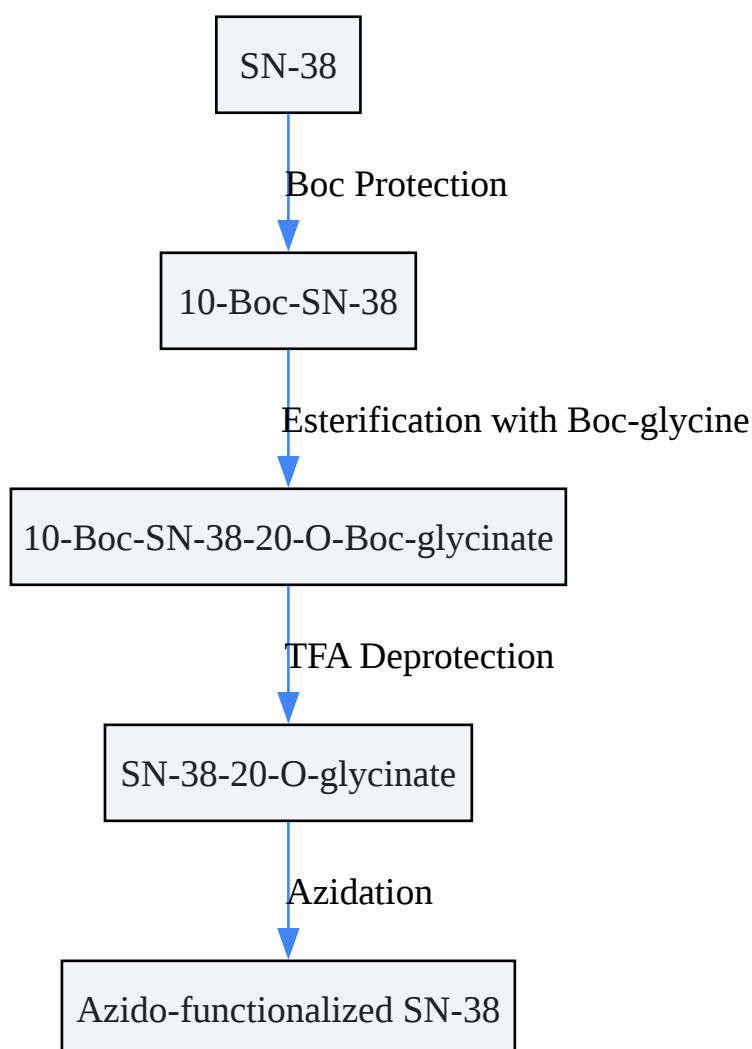 SN-38
Boc Protection
10-Boc-SN-38
Esterification with Boc-glycine
10-Boc-SN-38-20-O-Boc-glycinate
TFA Deprotection
SN-38-20-O-glycinate
Azidation
Azido-functionalized SN-38